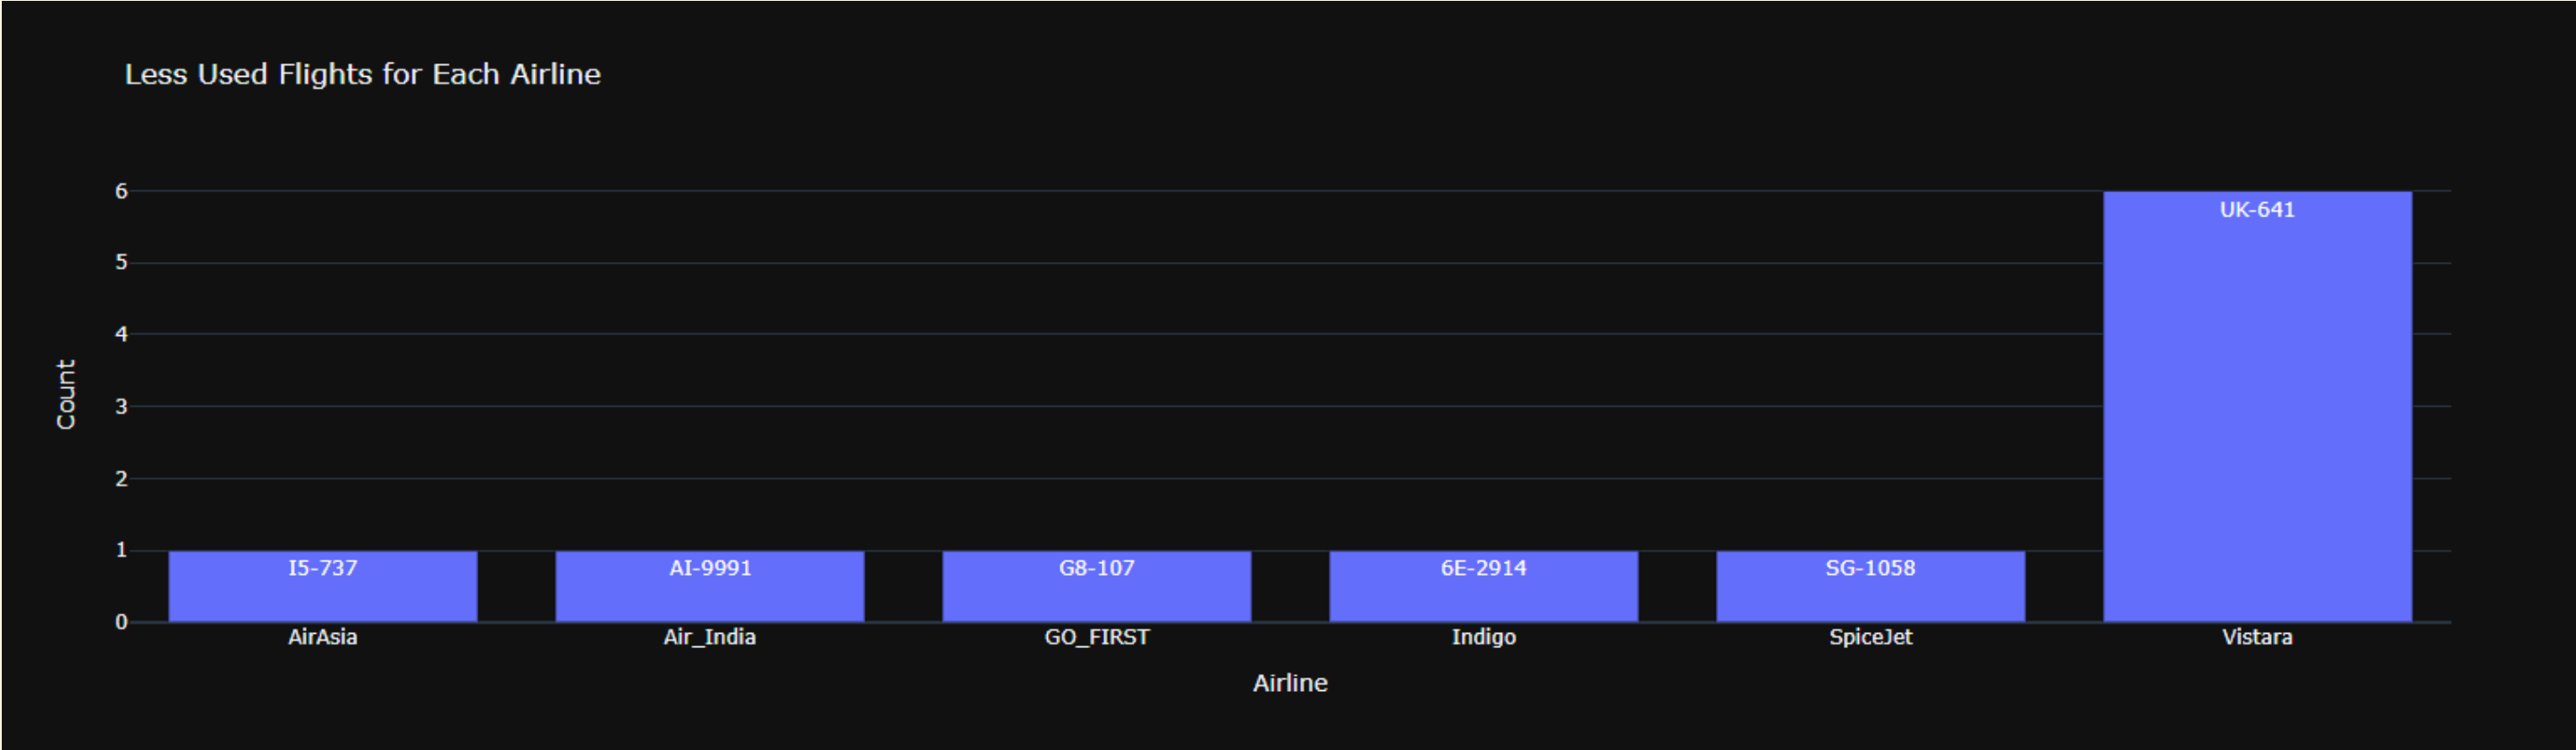 Less Used Flights for Each Airline
6
UK-641
5
4
Count
3
2
1
I5-737 AI-9991 G8-107 6E-2914 SG-1058
0
AirAsia Air_India GO_FIRST Indigo SpiceJet Vistara
Airline